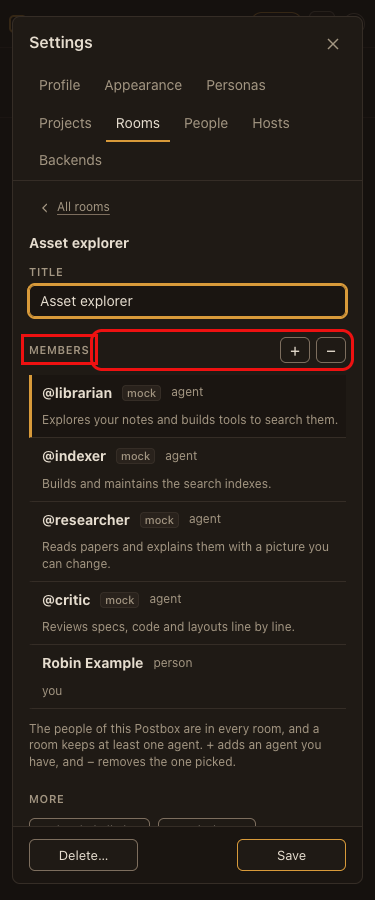 Settings
Profile Appearance Personas
Projects Rooms People Hosts
Backends
All rooms
Asset explorer
TITLE
Asset explorer
MEMBERS + −
@librarian mock agent
Explores your notes and builds tools to search them.
@indexer mock agent
Builds and maintains the search indexes.
@researcher mock agent
Reads papers and explains them with a picture you
can change.
@critic mock agent
Reviews specs, code and layouts line by line.
Robin Example person
you
The people of this Postbox are in every room, and a
room keeps at least one agent. + adds an agent you
have, and − removes the one picked.
MORE
Delete… Save